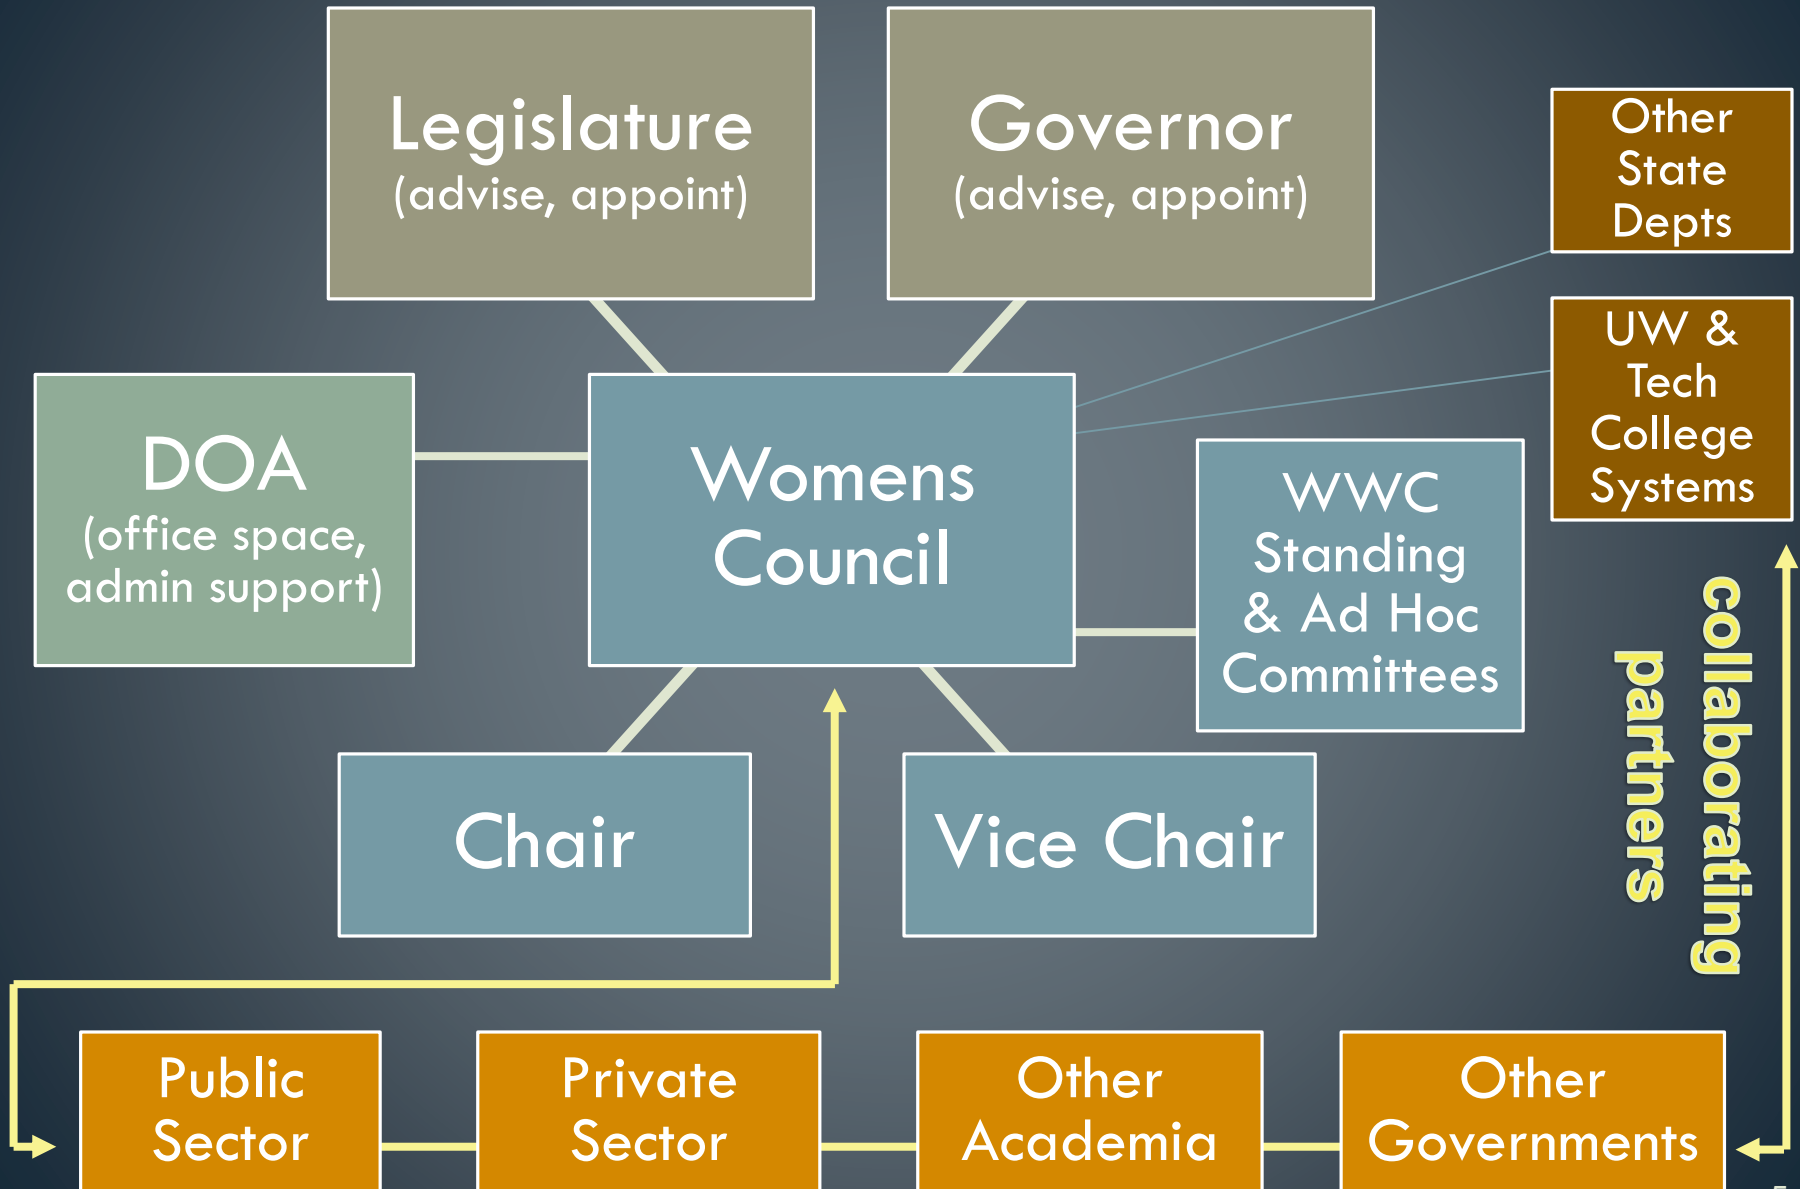 Legislature
(advise, appoint)
Governor
(advise, appoint)
Other
State
Depts
UW &
Tech
College
Systems
DOA
(office space,
admin support)
Womens
Council
WWC
Standing
& Ad Hoc
Committees
collaborating
partners
Chair
Vice Chair
Public
Sector
Private
Sector
Other
Academia
Other
Governments